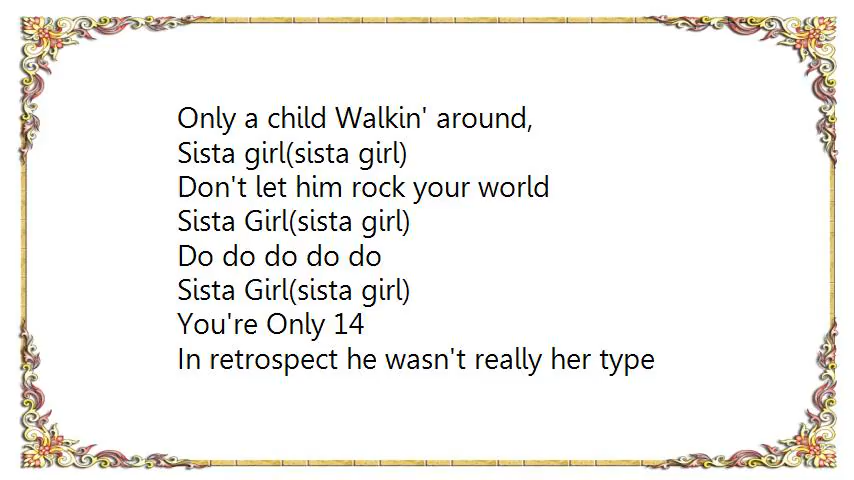 Only a child Walkin' around,
Sista girl(sista girl)
Don't let him rock your world
Sista Girl(sista girl)
Do do do do do
Sista Girl(sista girl)
You're Only 14
In retrospect he wasn't really her type